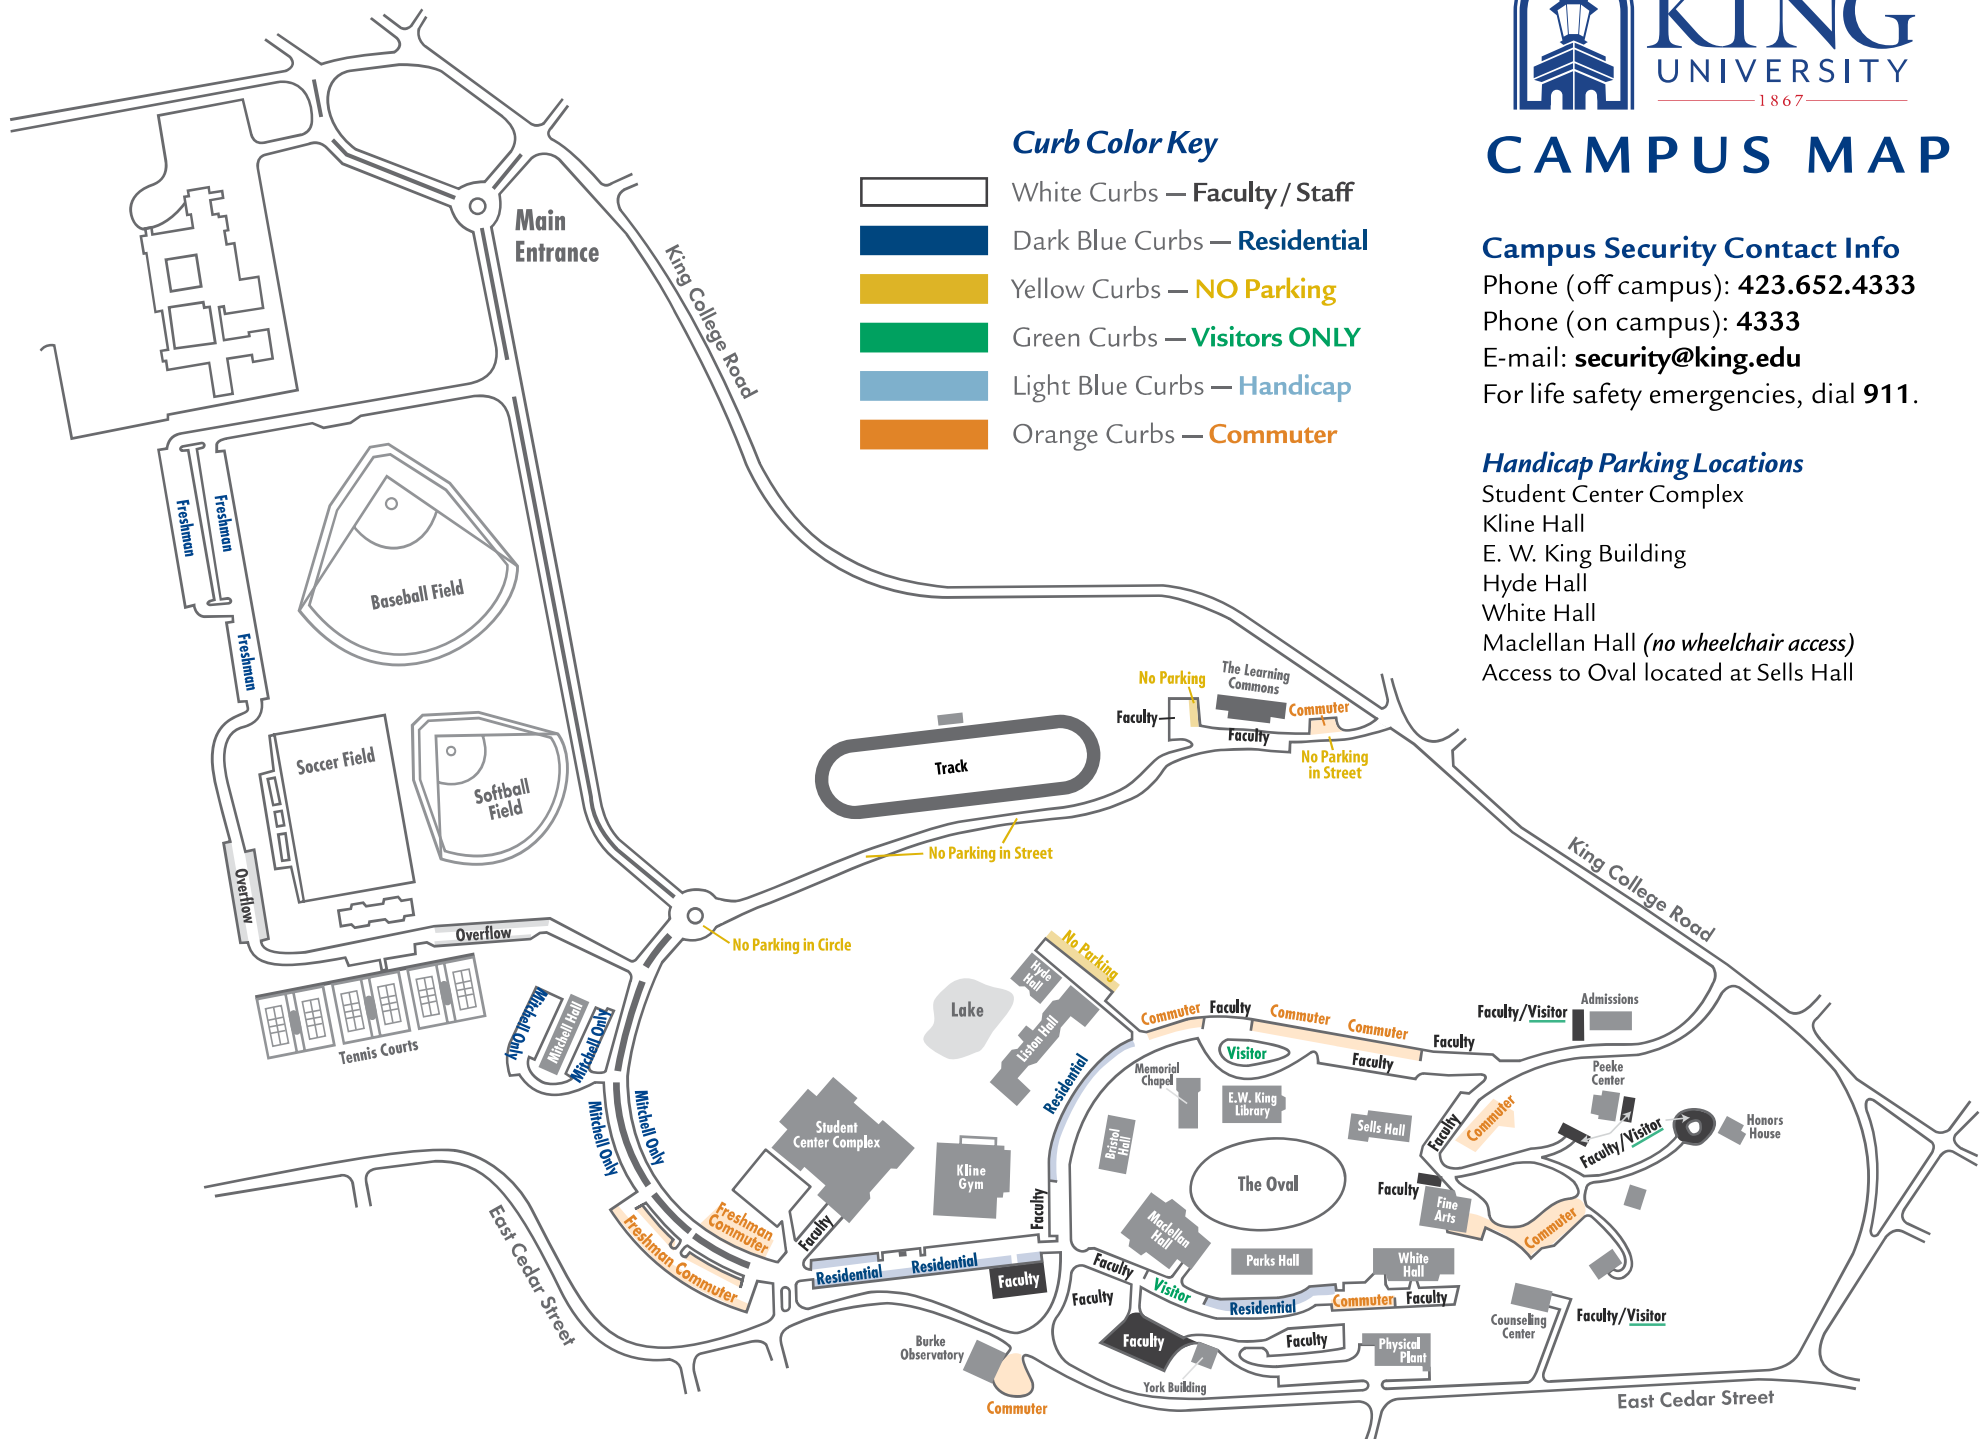 KING
UNIVERSITY
1867
CAMPUS MAP
Curb Color Key
White Curbs — Faculty / Staff
Dark Blue Curbs — Residential
Yellow Curbs — NO Parking
Green Curbs — Visitors ONLY
Light Blue Curbs — Handicap
Orange Curbs — Commuter
Campus Security Contact Info
Phone (off campus): 423.652.4333
Phone (on campus): 4333
E-mail: security@king.edu
For life safety emergencies, dial 911.
Handicap Parking Locations
Student Center Complex
Kline Hall
E. W. King Building
Hyde Hall
White Hall
Maclellan Hall (no wheelchair access)
Access to Oval located at Sells Hall
Main
Entrance
King College Road
Freshman
Freshman
Freshman
Baseball Field
Soccer Field
Softball
Field
Overflow
Overflow
Tennis Courts
Track
No Parking
The Learning
Commons
Faculty
Commuter
Faculty
No Parking
in Street
No Parking in Street
No Parking in Circle
King College Road
Mitchell Only
Mitchell Hall
Mitchell Only
Mitchell Only
Mitchell Only
Lake
Hyde
Hall
No Parking
Liston Hall
Residential
Commuter
Faculty
Commuter
Commuter
Faculty
Faculty
Visitor
Faculty/Visitor
Admissions
Memorial
Chapel
E.W. King
Library
Sells Hall
Bristol
Hall
Faculty
Commuter
Peeke
Center
Faculty/Visitor
Honors
House
Student
Center Complex
Kline
Gym
The Oval
Faculty
Fine
Arts
Commuter
Freshman
Commuter
Freshman Commuter
Faculty
Faculty
Residential
Residential
Faculty
Maclellan
Hall
Parks Hall
White
Hall
Faculty
Visitor
Residential
Commuter
Faculty
Faculty
Faculty
Faculty
Physical
Plant
York Building
Counseling
Center
Faculty/Visitor
Burke
Observatory
Commuter
East Cedar Street
East Cedar Street